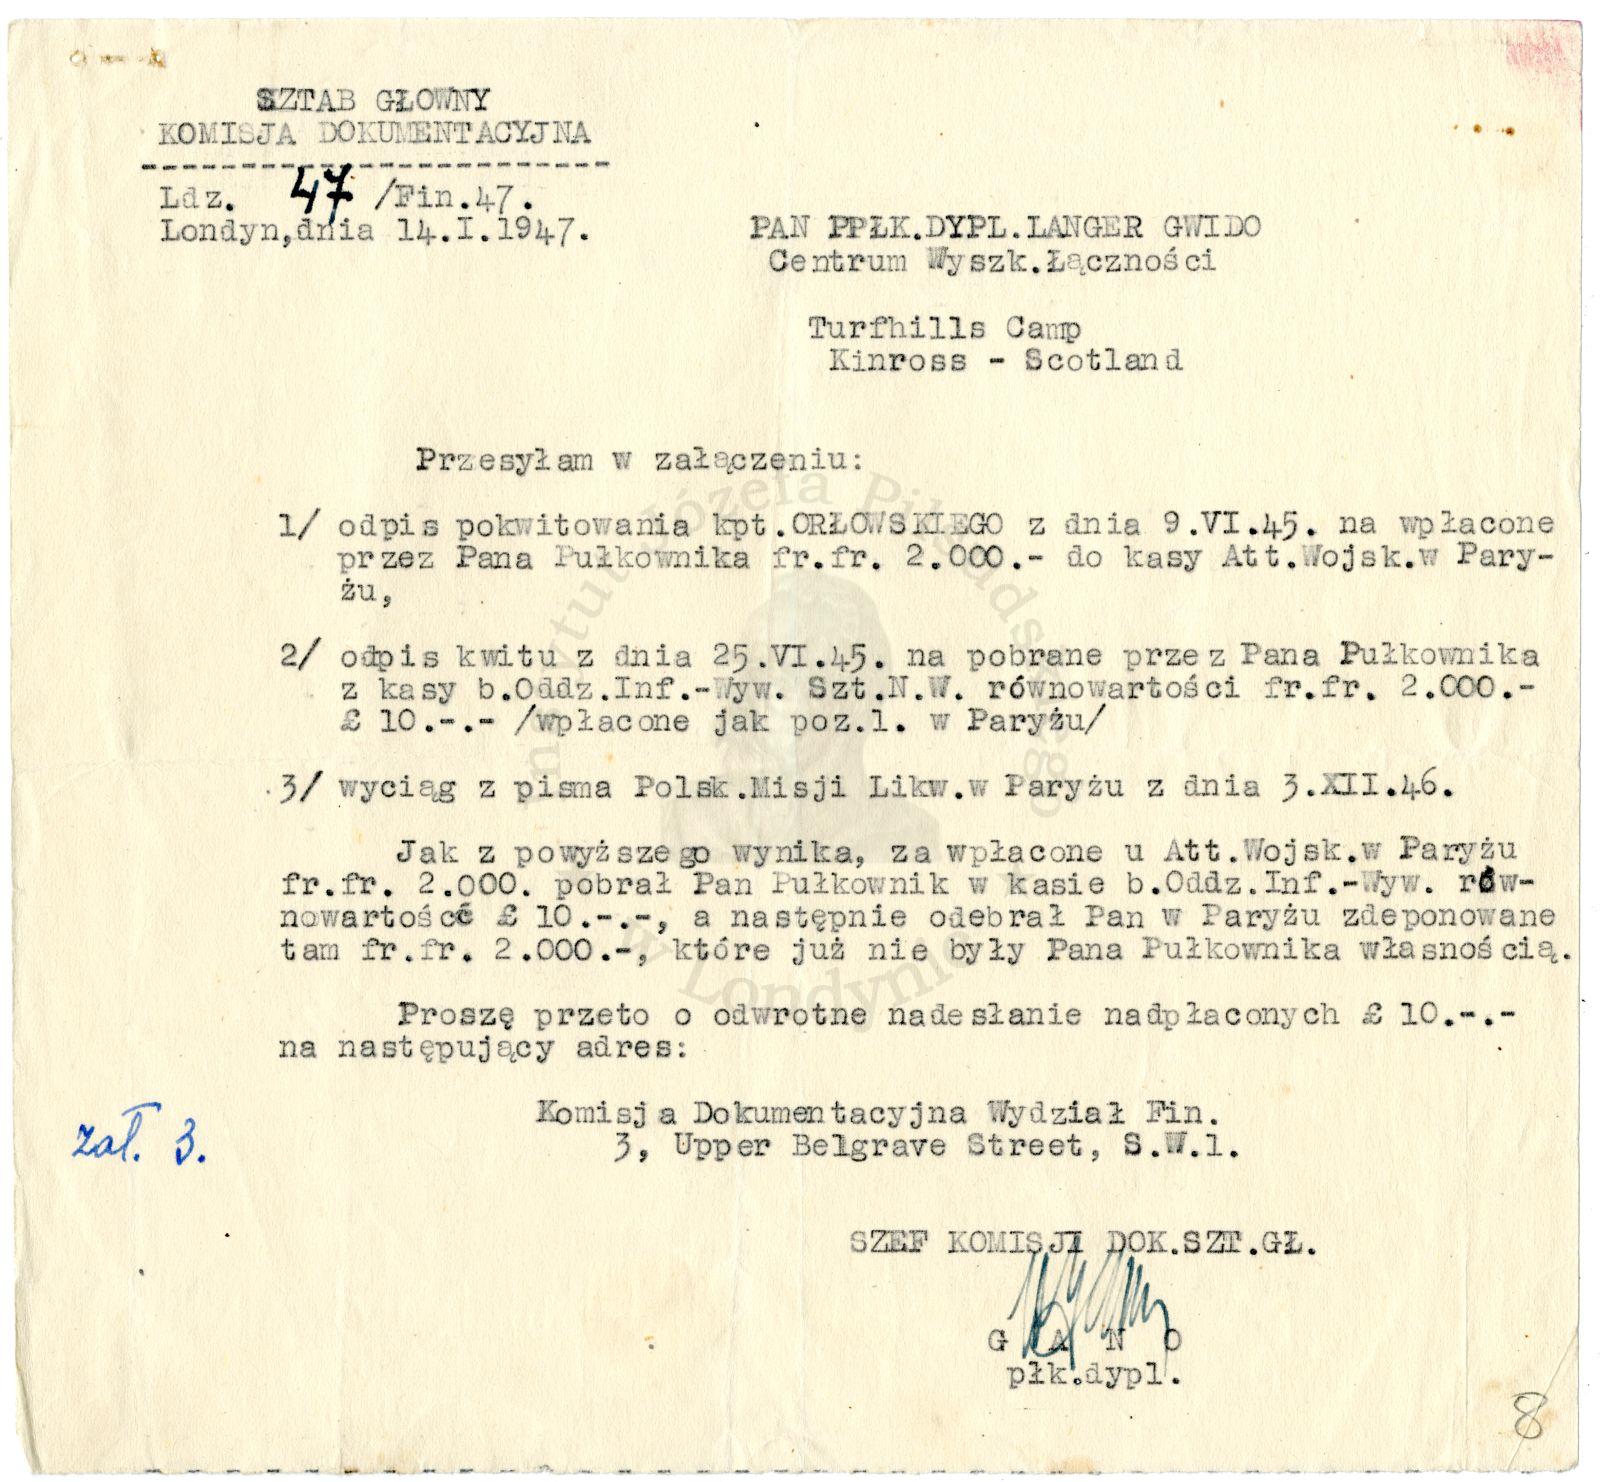 SZTAB GŁOWNY
KOMISJA DOKUMENTACYJNA
------------------------
Ldz. 47 /Fin.47.
Londyn,dnia 14.I.1947.
PAN PPŁK.DYPL.LANGER GWIDO
Centrum Wyszk.Łączności
Turfhills Camp
Kinross - Scotland
Przesyłam w załączeniu:
1/ odpis pokwitowania kpt.ORŁOWSKIEGO z dnia 9.VI.45. na wpłacone
przez Pana Pułkownika fr.fr. 2.000.- do kasy Att.Wojsk.w Pary-
żu,
2/ odpis kwitu z dnia 25.VI.45. na pobrane przez Pana Pułkownika
z kasy b.Oddz.Inf.-Wyw. Szt.N.W. równowartości fr.fr. 2.000.-
£ 10.-.- /wpłacone jak poz.1. w Paryżu/
3/ wyciąg z pisma Polsk.Misji Likw.w Paryżu z dnia 3.XII.46.
Jak z powyższego wynika, za wpłacone u Att.Wojsk.w Paryżu
fr.fr. 2.000. pobrał Pan Pułkownik w kasie b.Oddz.Inf.-Wyw. rów-
nowartość £ 10.-.-, a następnie odebrał Pan w Paryżu zdeponowane
tam fr.fr. 2.000.-, które już nie były Pana Pułkownika własnością.
Proszę przeto o odwrotne nadesłanie nadpłaconych £ 10.-.-
na następujący adres:
Komisja Dokumentacyjna Wydział Fin.
3, Upper Belgrave Street, S.W.1.
zał. 3.
SZEF KOMISJI DOK.SZT.GŁ.
G A N O
płk.dypl.
8
Instytut Józefa Piłsudskiego
w Londynie